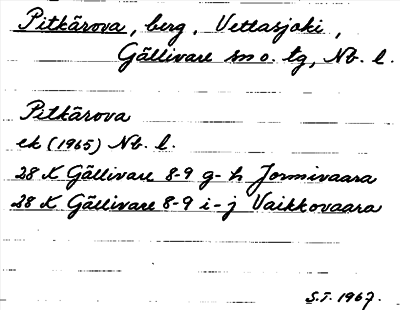 Pitkärova, berg, Vettasjoki,
Gällivare sn o. tg, Nb. l.
Pitkärova
ek (1965) Nb. l.
28 K Gällivare 8-9 g-h Jormivaara
28 K Gällivare 8-9 i-j Vaikkovaara
S.T. 1967.